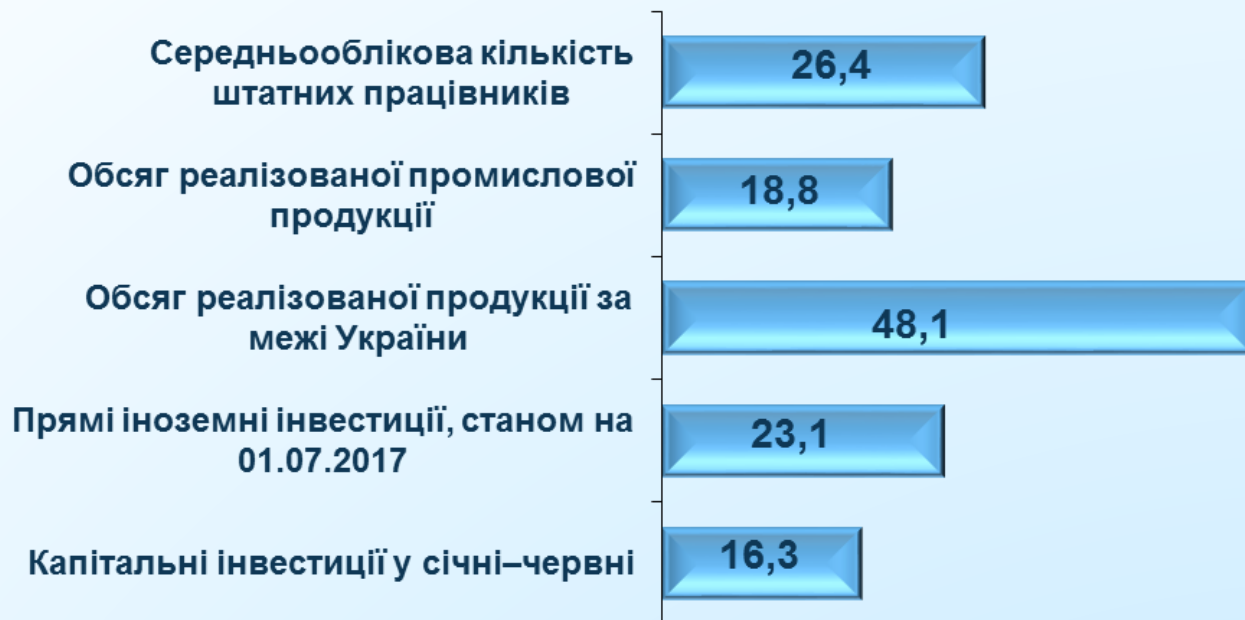 Середньооблікова кількість
штатних працівників
26,4
Обсяг реалізованої промислової
продукції
18,8
Обсяг реалізованої продукції за
межі України
48,1
Прямі іноземні інвестиції, станом на
01.07.2017
23,1
Капітальні інвестиції у січні–червні
16,3